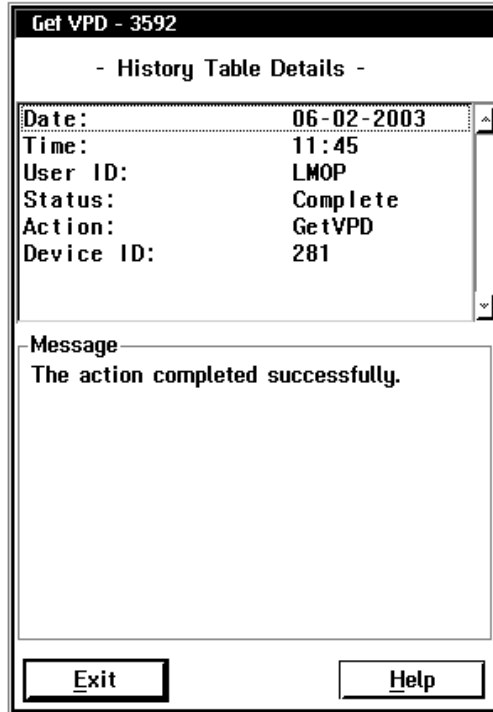 Get VPD - 3592
- History Table Details -
Date: 06-02-2003
Time: 11:45
User ID: LMOP
Status: Complete
Action: GetVPD
Device ID: 281
Message
The action completed successfully.
Exit Help